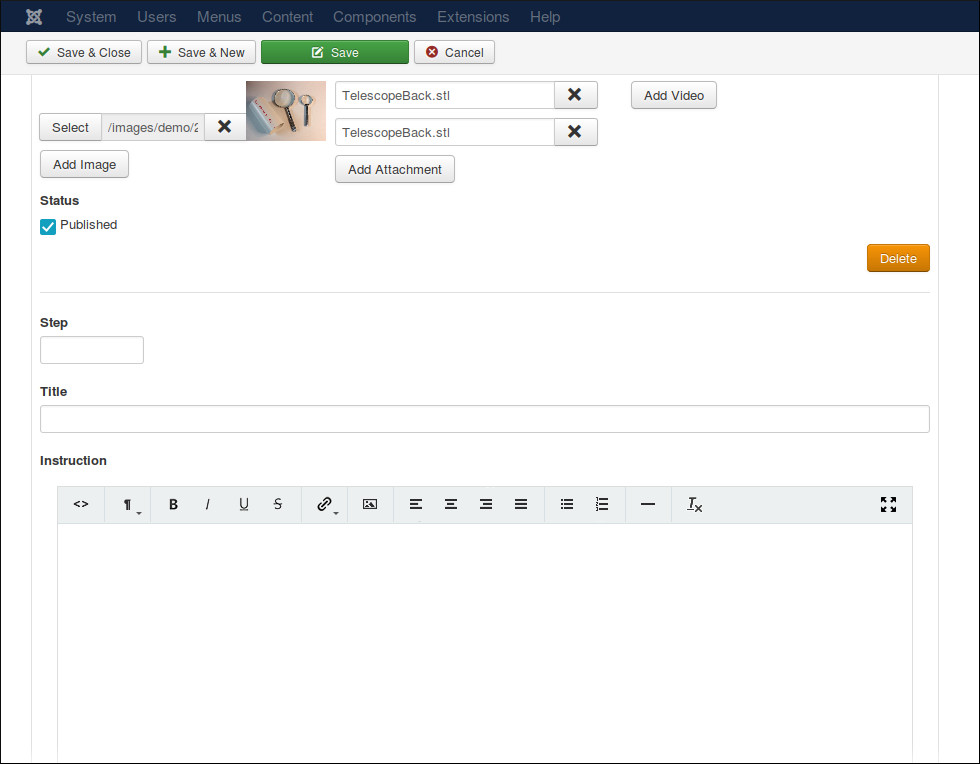 System Users Menus Content Components Extensions Help
Save & Close Save & New Save Cancel
TelescopeBack.stl Add Video
Select /images/demo/2 TelescopeBack.stl
Add Image Add Attachment
Status
Published
Delete
Step
Title
Instruction
<> ¶ B I U S Tx